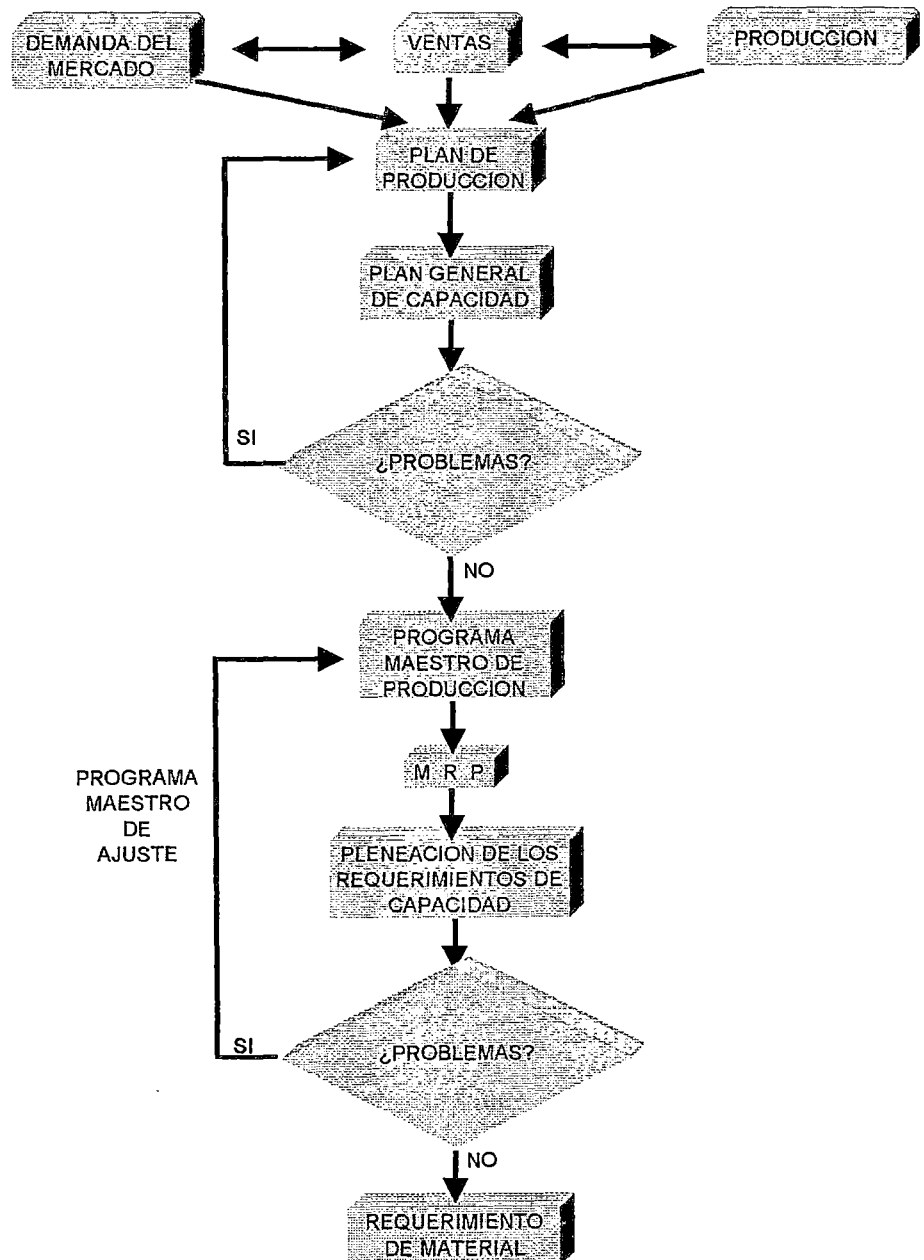 DEMANDA DEL
MERCADO
VENTAS
PRODUCCION
PLAN DE
PRODUCCION
PLAN GENERAL
DE CAPACIDAD
¿PROBLEMAS?
SI
NO
PROGRAMA
MAESTRO DE
PRODUCCION
M R P
PROGRAMA
MAESTRO
DE
AJUSTE
PLENEACION DE LOS
REQUERIMIENTOS DE
CAPACIDAD
¿PROBLEMAS?
SI
NO
REQUERIMIENTO
DE MATERIAL